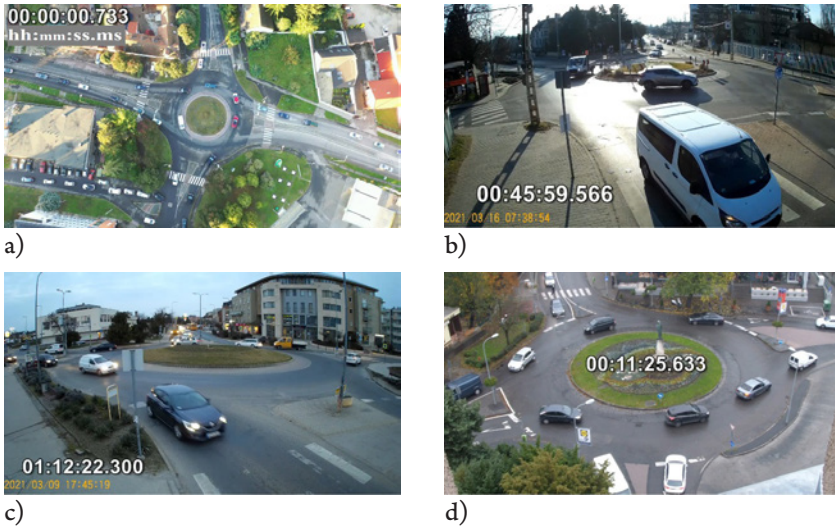 00:00:00.733
hh:mm:ss.ms
a)
00:45:59.566
2021 03 16 07:38:54
b)
01:12:22.300
2021/03/09 17:45:19
c)
00:11:25.633
d)